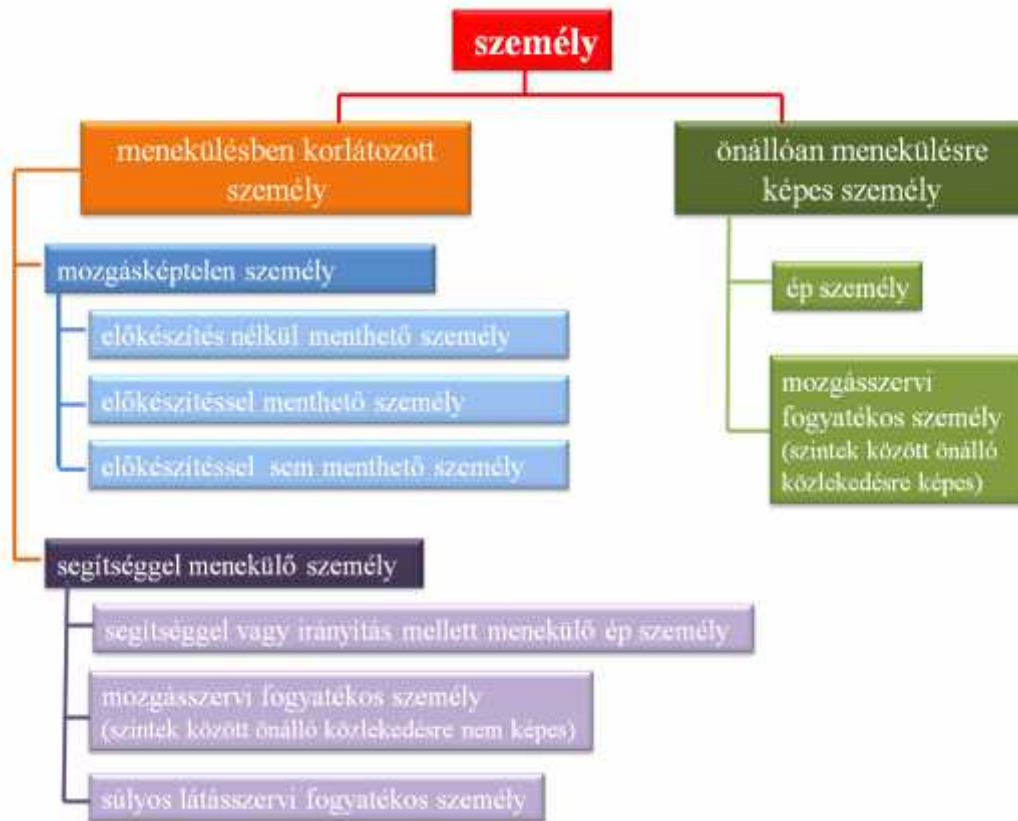 személy
menekülésben korlátozott
személy
önállóan menekülésre
képes személy
mozgásképtelen személy
előkészítés nélkül menthető személy
előkészítéssel menthető személy
előkészítéssel sem menthető személy
ép személy
mozgásszervi
fogyatékos személy
(szintek között önálló
közlekedésre képes)
segítséggel menekülő személy
segítséggel vagy irányítás mellett menekülő ép személy
mozgásszervi fogyatékos személy
(szintek között önálló közlekedésre nem képes)
súlyos látásszervi fogyatékos személy